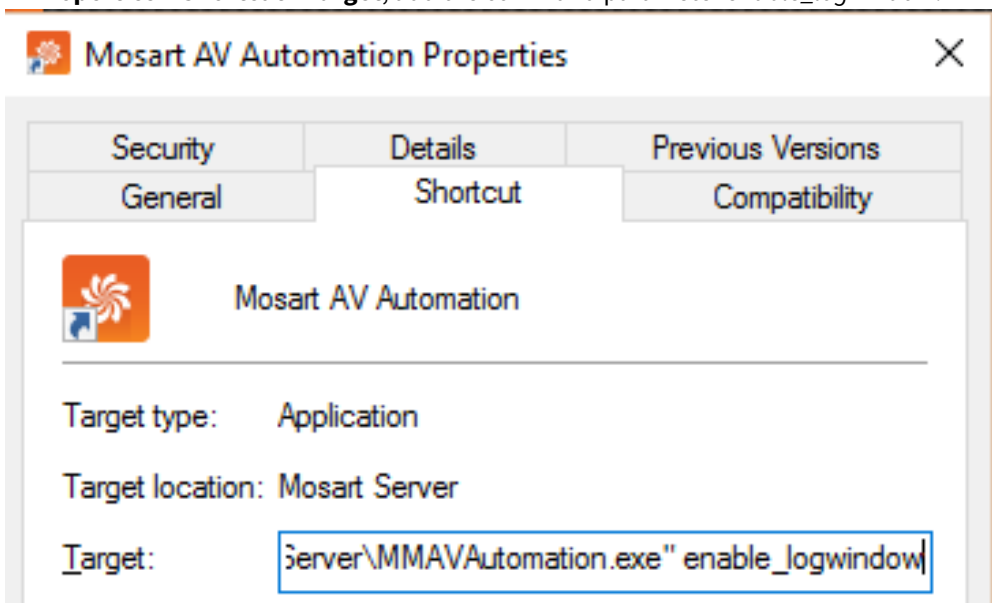 Mosart AV Automation Properties
Security Details Previous Versions
General Shortcut Compatibility
Mosart AV Automation
Target type: Application
Target location: Mosart Server
Target: Server\MMAVAutomation.exe" enable_logwindow